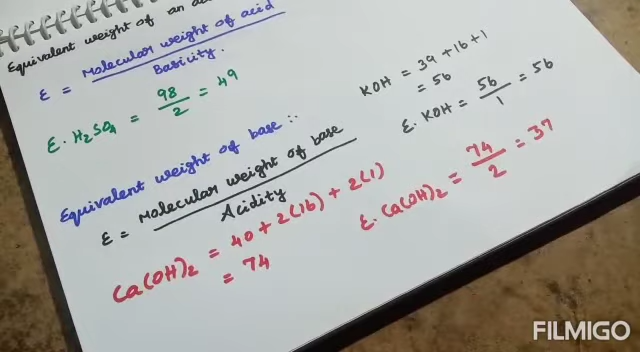 Equivalent weight of an
E = Molecular weight of acid
Basicity.
E. H₂SO₄ = 98/2 = 49
Equivalent weight of base :.
E = Molecular weight of base
Acidity
Ca(OH)₂ = 40 + 2(16) + 2(1)
= 74
KOH = 39 + 16 + 1
= 56
E. KOH = 56/1 = 56
E. Ca(OH)₂ = 74/2 = 37
FILMIGO